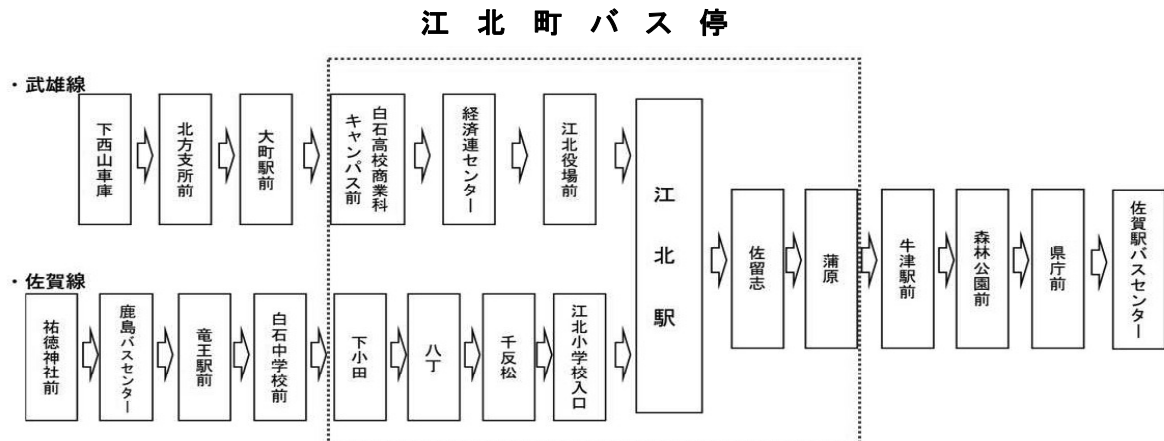 江北町バス停
・武雄線
下西山車庫
北方支所前
大町駅前
白石高校商業科
キャンパス前
経済連センター
江北役場前
江北駅
佐留志
蒲原
牛津駅前
森林公園前
県庁前
佐賀駅バスセンター
・佐賀線
祐徳神社前
鹿島バスセンター
竜王駅前
白石中学校前
下小田
八丁
千反松
江北小学校入口